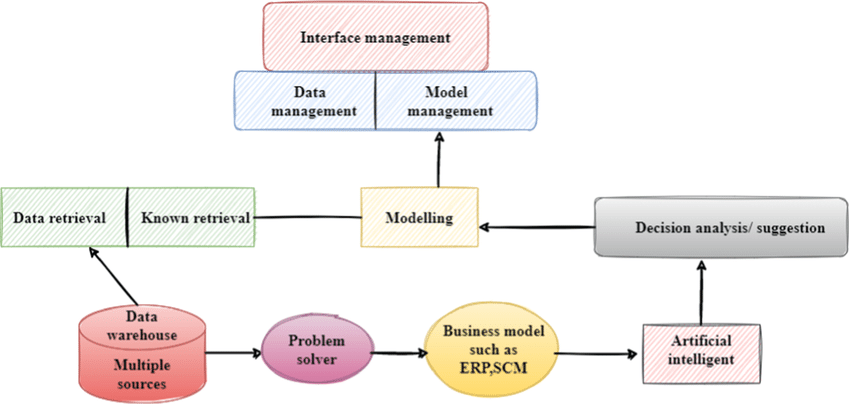 Interface management
Data
management
Model
management
Data retrieval
Known retrieval
Modelling
Decision analysis/ suggestion
Data
warehouse
Multiple
sources
Problem
solver
Business model
such as
ERP,SCM
Artificial
intelligent